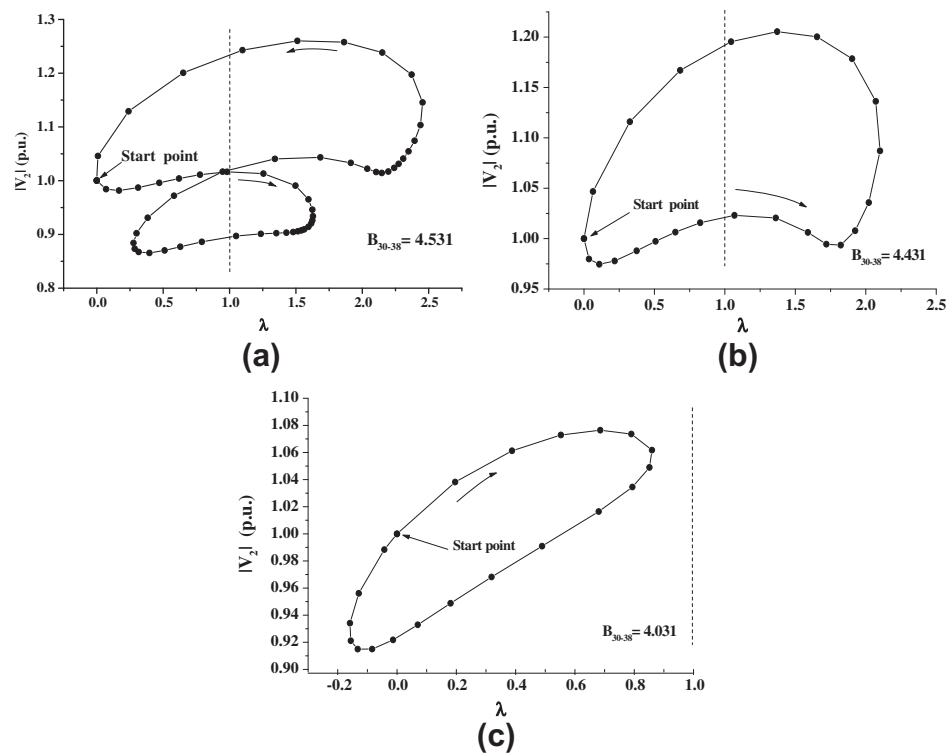 1.3
1.2
1.1
1.0
0.9
0.8
|V2| (p.u.)
Start point
B30-38= 4.531
0.0 0.5 1.0 1.5 2.0 2.5
λ
(a)
1.20
1.15
1.10
1.05
1.00
0.95
|V2| (p.u.)
Start point
B30-38= 4.431
0.0 0.5 1.0 1.5 2.0 2.5
λ
(b)
1.10
1.08
1.06
1.04
1.02
1.00
0.98
0.96
0.94
0.92
0.90
|V2| (p.u.)
Start point
B30-38= 4.031
-0.2 0.0 0.2 0.4 0.6 0.8 1.0
λ
(c)